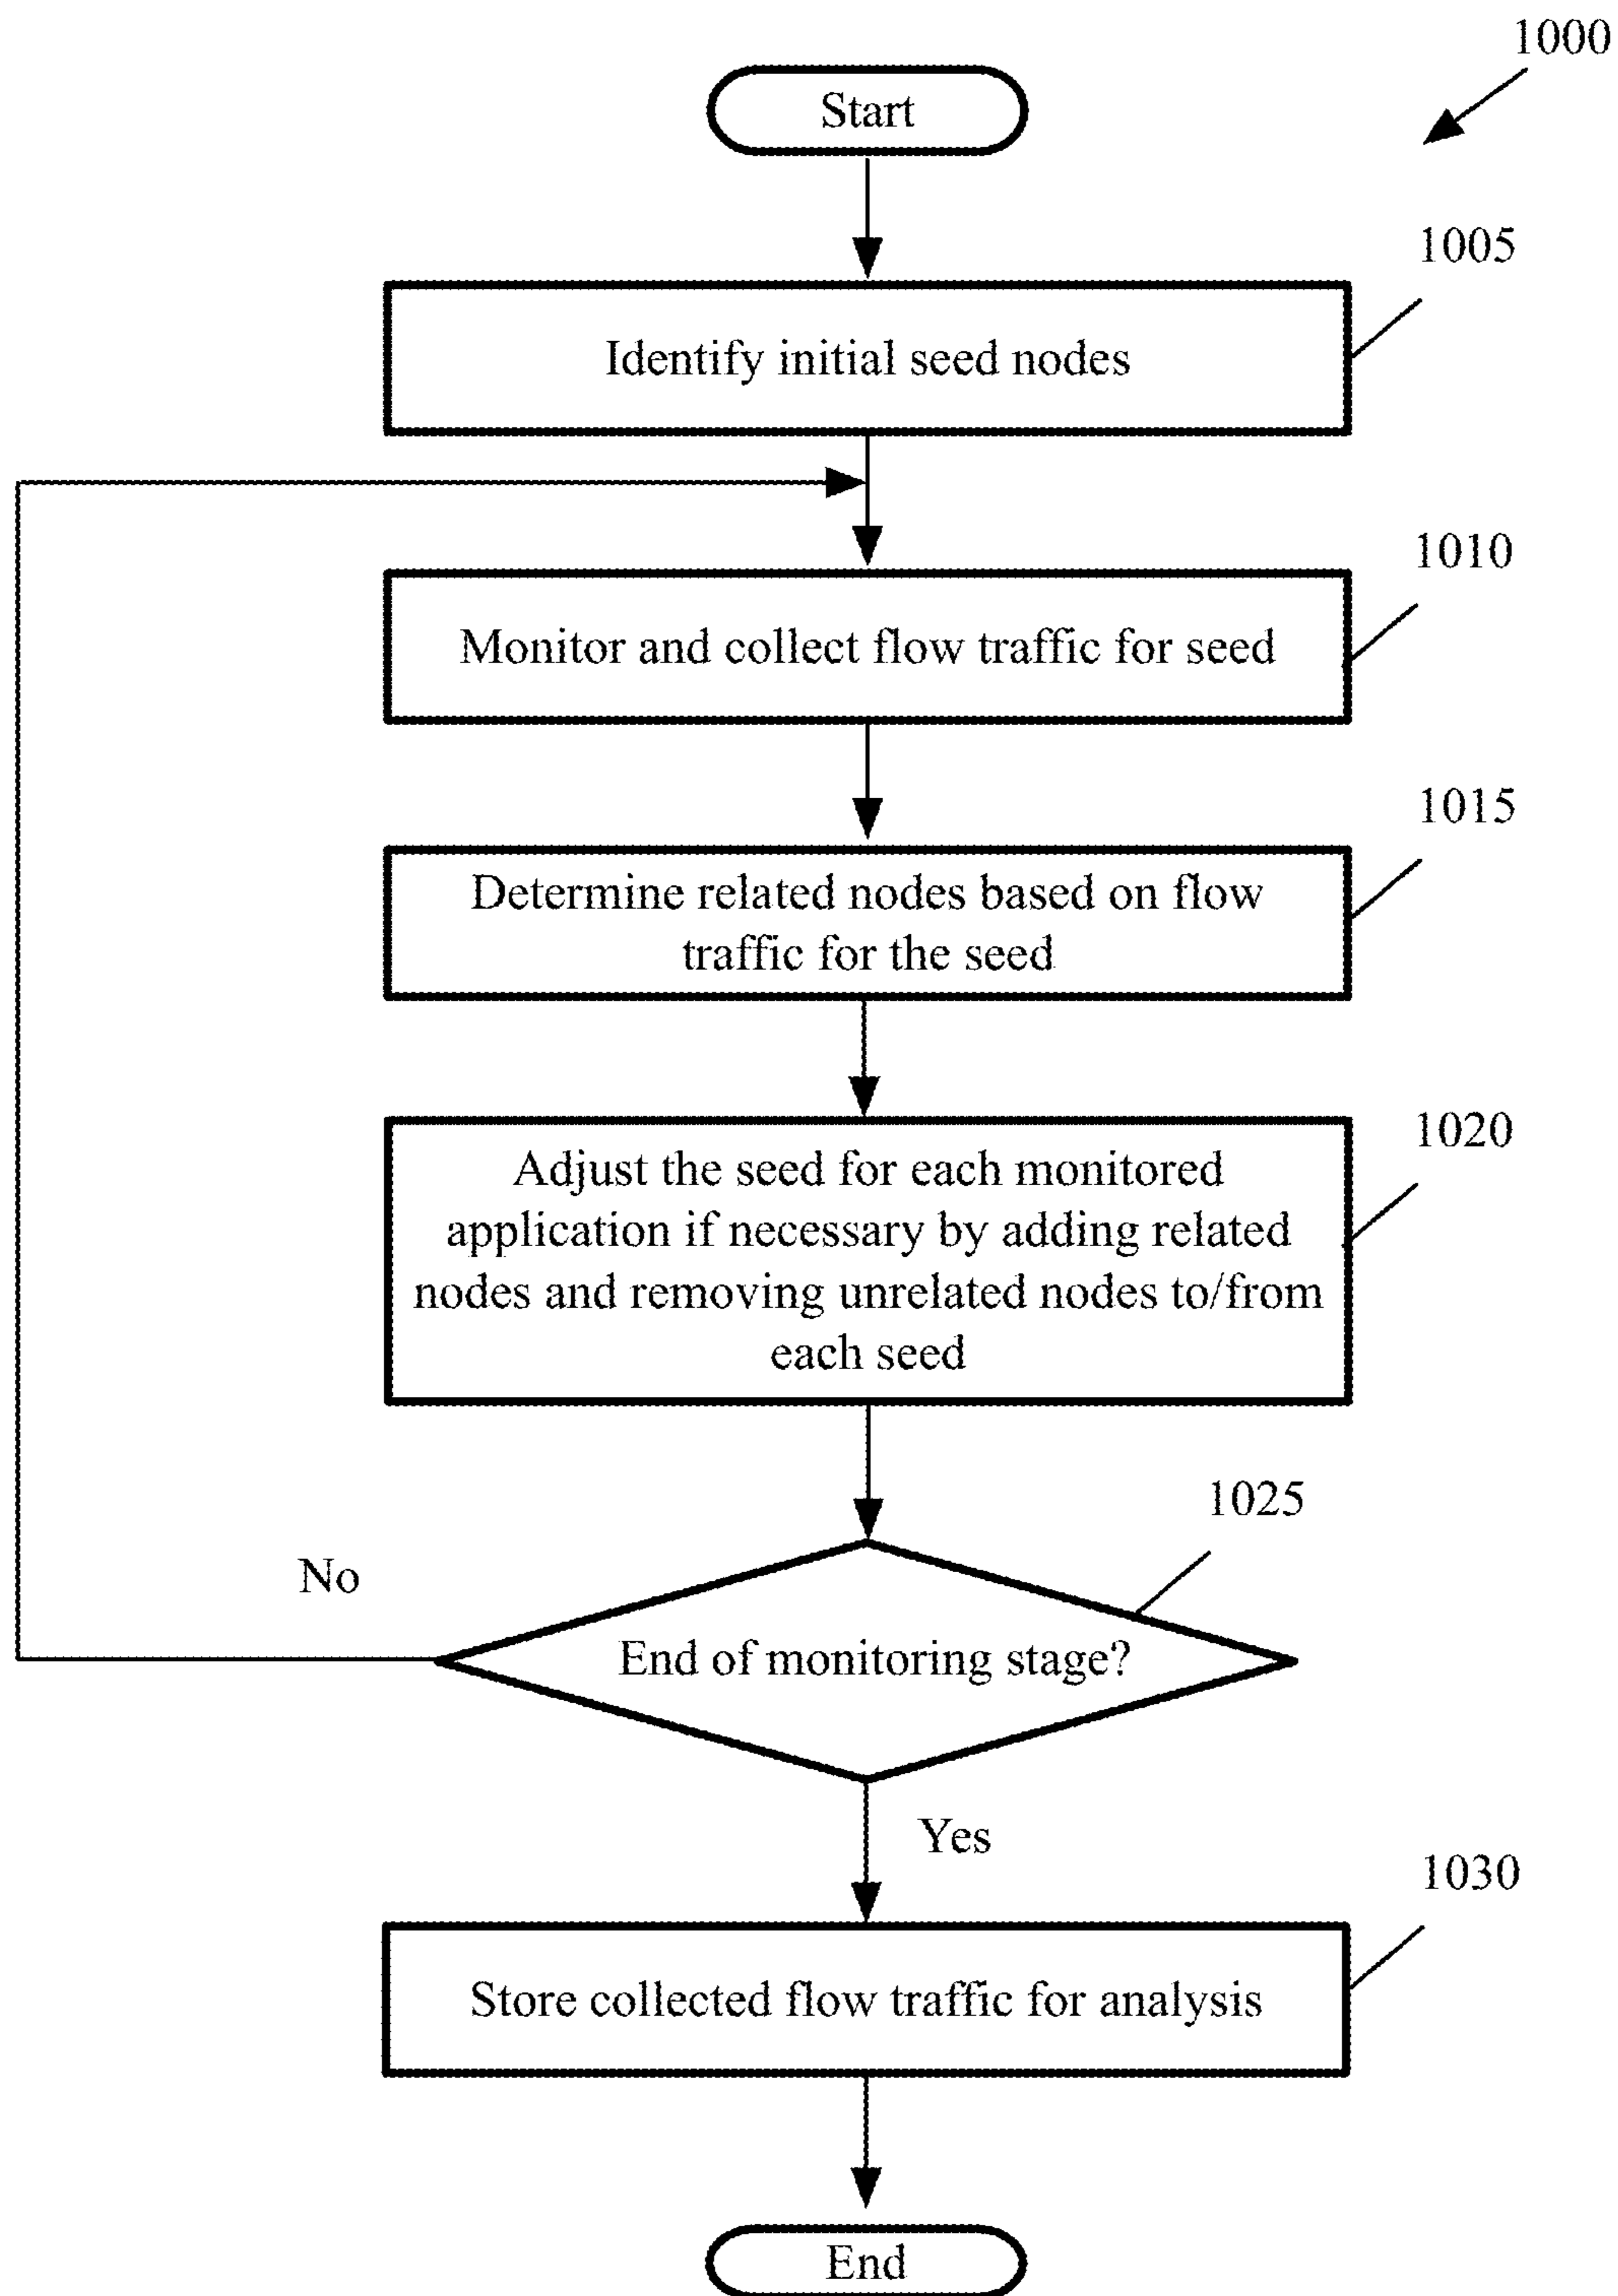 1000
Start
1005
Identify initial seed nodes
1010
Monitor and collect flow traffic for seed
1015
Determine related nodes based on flow
traffic for the seed
1020
Adjust the seed for each monitored
application if necessary by adding related
nodes and removing unrelated nodes to/from
each seed
1025
No
End of monitoring stage?
Yes
1030
Store collected flow traffic for analysis
End